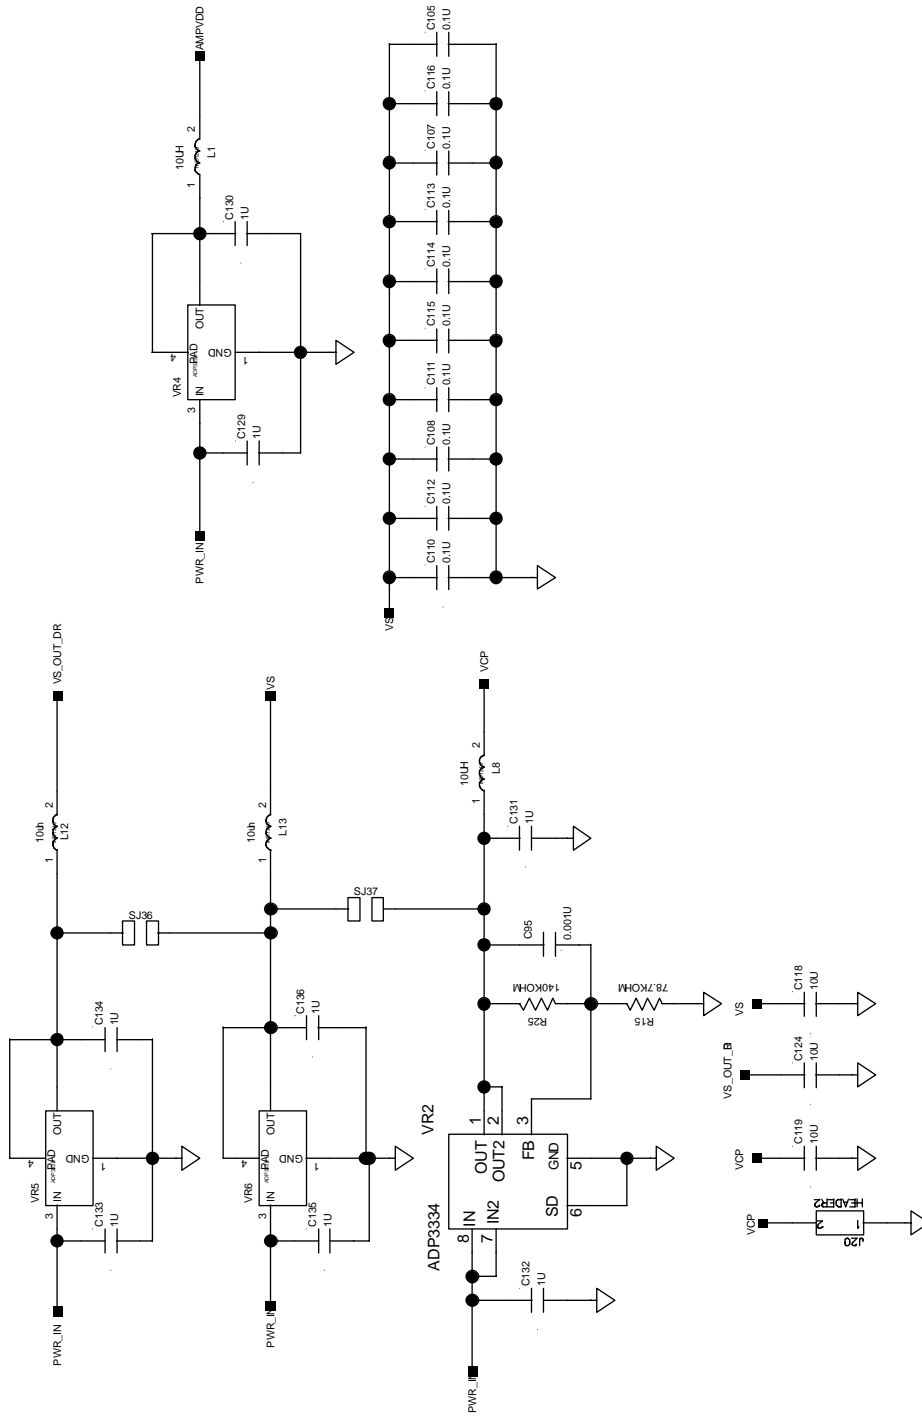 PWR_IN
C129
1U
3
VR4
IN
PAD
GND
OUT
4
1
C130
1U
1
10UH
L1
2
AMPVDD
VS
C110
0.1U
C112
0.1U
C108
0.1U
C111
0.1U
C115
0.1U
C114
0.1U
C113
0.1U
C107
0.1U
C116
0.1U
C105
0.1U
PWR_IN
C133
1U
3
VR5
IN
PAD
GND
OUT
4
1
C134
1U
SJ36
1
10uh
L12
2
VS_OUT_DR
PWR_IN
C135
1U
3
VR6
IN
PAD
GND
OUT
4
1
C136
1U
SJ37
1
10uh
L13
2
VS
C132
1U
ADP3334
VR2
8
IN
7
IN2
SD
6
OUT
1
OUT2
2
FB
3
GND
5
R25
140KOHM
C95
0.001U
R15
78.7KOHM
C131
1U
1
10UH
L8
2
VCP
VCP
2
1
J20
HEADER2
VCP
C119
10U
C124
10U
VS
C118
10U